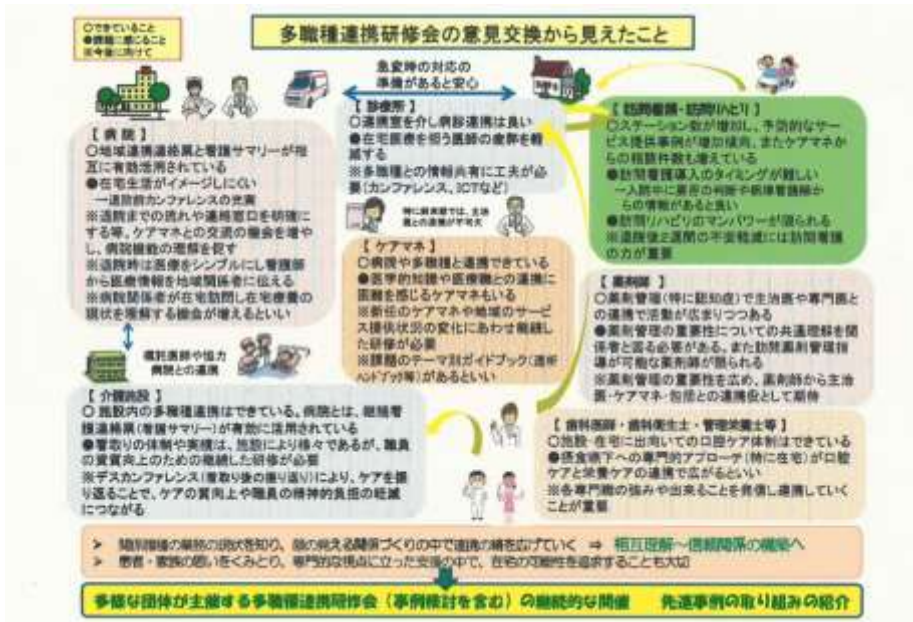 ○できていること
●課題に感じること
※今後に向けて
多職種連携研修会の意見交換から見えたこと
急変時の対応の
準備があると安心
【 病院 】
○地域連携連絡票と看護サマリーが相
互に有効活用されている
●在宅生活がイメージしにくい
→退院前カンファレンスの充実
※退院までの流れや連絡窓口を明確に
する等、ケアマネとの交流の機会を増や
し、病院機能の理解を促す
※退院時は医療をシンプルにし看護師
から医療情報を地域関係者に伝える
※病院関係者が在宅訪問し在宅療養の
現状を理解する機会が増えるといい
【 診療所 】
○連携室を介し病診連携は良い
●在宅医療を担う医師の疲弊を軽
減する
※多職種との情報共有に工夫が必
要(カンファレンス、ICTなど)
特に終末期では、主治
医との連携が不可欠
【 訪問看護・訪問リハビリ 】
○ステーション数が増加し、予防的なサー
ビス提供事例が増加傾向、またケアマネか
らの相談件数も増えている
●訪問看護導入のタイミングが難しい
→入院中に医師の判断や病棟看護師か
らの情報があると良い
●訪問リハビリのマンパワーが限られる
※退院後2週間の不安軽減には訪問看護
の力が重要
【 ケアマネ 】
○病院や多職種と連携できている
●医学的知識や医療職との連携に
困難を感じるケアマネもいる
※新任のケアマネや地域のサービス
提供状況の変化にあわせ継続し
た研修が必要
※課題のテーマ別ガイドブック(
ハンドブック等)があるといい
【 薬剤師 】
○薬剤管理(特に認知症)で主治医や専門医と
の連携で活動が広まりつつある
●薬剤管理の重要性についての共通理解を関
係者と図る必要がある。また訪問薬剤管理指
導が可能な薬剤師が限られる
※薬剤管理の重要性を広め、薬剤師から主治
医・ケアマネ・包括との連携役として期待
嘱託医師や協力
病院との連携
【 介護施設 】
○ 施設内の多職種連携はできている。病院とは、継続看
護連絡票(看護サマリー)が有効に活用されている
●看取りの体制や実績は、施設により様々であるが、職員
の資質向上のための継続した研修が必要
※デスカンファレンス(看取り後の振り返り)により、ケアを振
り返ることで、ケアの質向上や職員の精神的負担の軽減
につながる
【 歯科医師・歯科衛生士・管理栄養士等 】
○施設・在宅に出向いての口腔ケア体制はできている
●摂食嚥下への専門的アプローチ(特に在宅)が口腔
ケアと栄養ケアの連携で広がるといい
※各専門職の強みや出来ることを発信し連携していく
ことが重要
➢ 関係職種の業務の現状を知り、顔の見える関係づくりの中で連携の輪を広げていく ⇒ 相互理解～信頼関係の構築へ
➢ 患者・家族の思いをくみとり、専門的な視点に立った支援の中で、在宅の可能性を追求することも大切
多様な団体が主催する多職種連携研修会(事例検討を含む)の継続的な開催 先進事例の取り組みの紹介